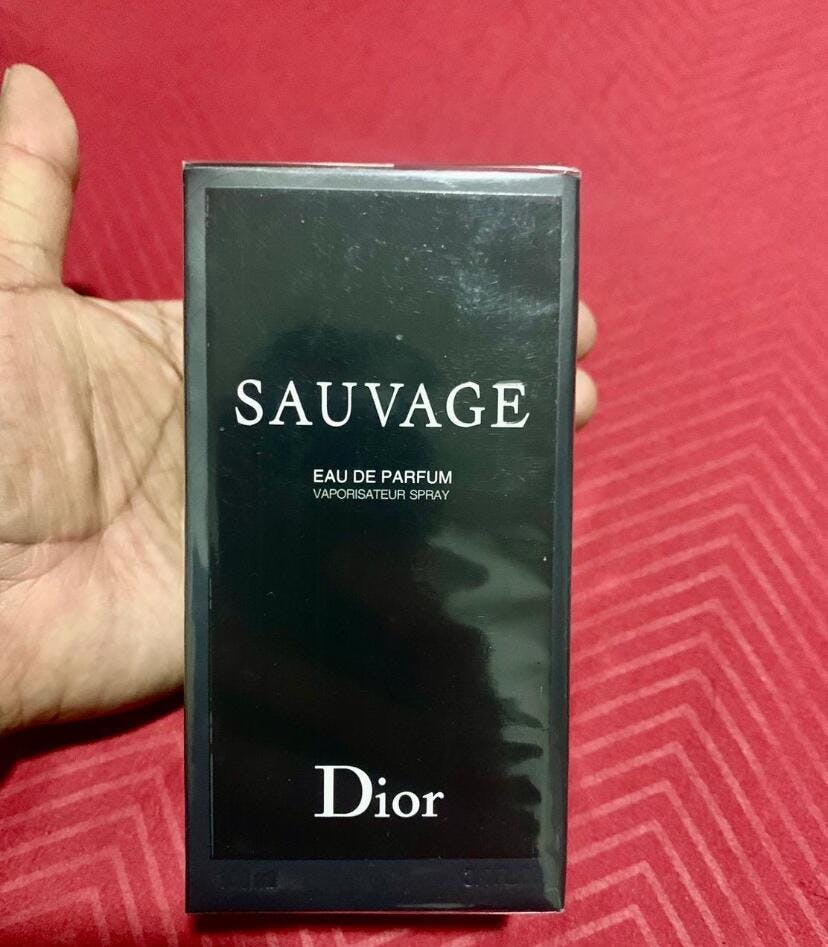 SAUVAGE
EAU DE PARFUM
VAPORISATEUR SPRAY
Dior